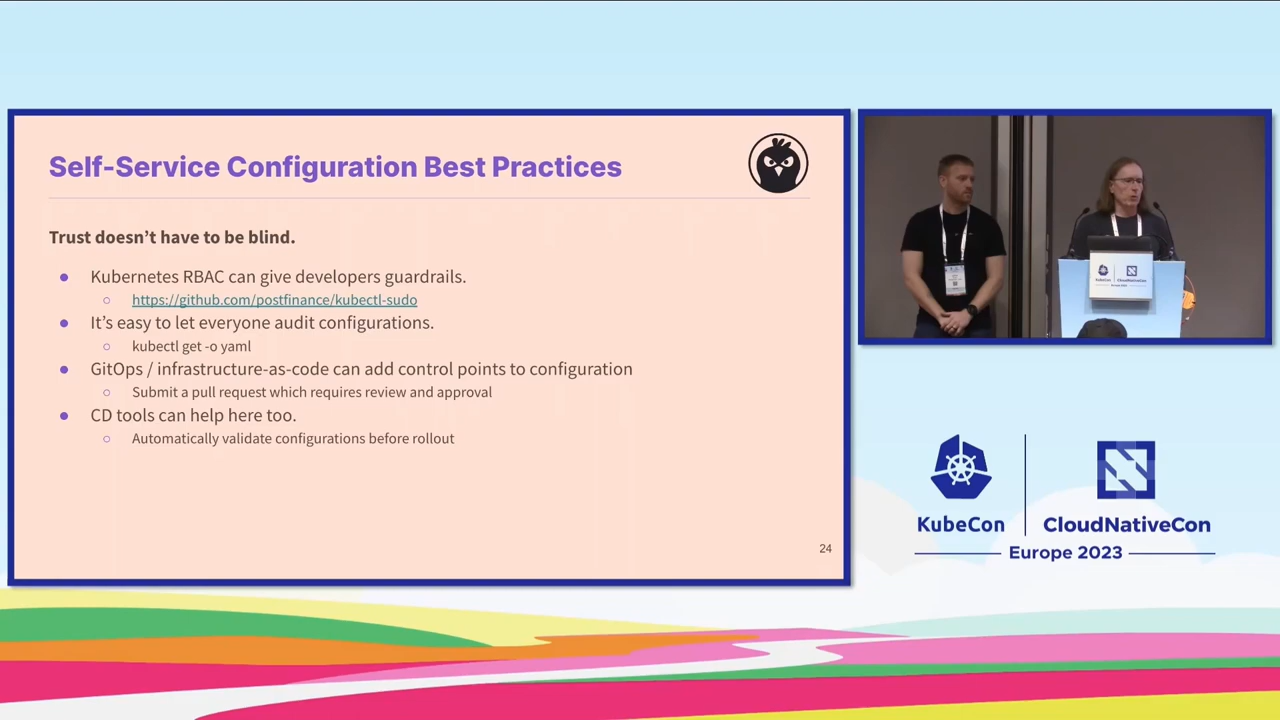 Self-Service Configuration Best Practices
Trust doesn’t have to be blind.
● Kubernetes RBAC can give developers guardrails.
○ https://github.com/postfinance/kubectl-sudo
● It’s easy to let everyone audit configurations.
○ kubectl get -o yaml
● GitOps / infrastructure-as-code can add control points to configuration
○ Submit a pull request which requires review and approval
● CD tools can help here too.
○ Automatically validate configurations before rollout
24
KubeCon
CloudNativeCon
Europe 2023